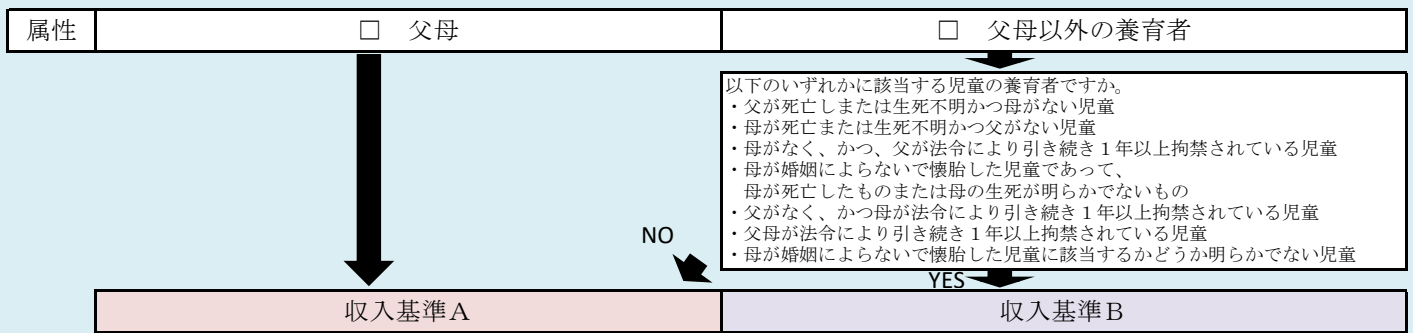 属性
□ 父母
□ 父母以外の養育者
以下のいずれかに該当する児童の養育者ですか。
・父が死亡しまたは生死不明かつ母がない児童
・母が死亡または生死不明かつ父がない児童
・母がなく、かつ、父が法令により引き続き１年以上拘禁されている児童
・母が婚姻によらないで懐胎した児童であって、
母が死亡したものまたは母の生死が明らかでないもの
・父がなく、かつ母が法令により引き続き１年以上拘禁されている児童
・父母が法令により引き続き１年以上拘禁されている児童
・母が婚姻によらないで懐胎した児童に該当するかどうか明らかでない児童
NO
YES
収入基準Ａ
収入基準Ｂ